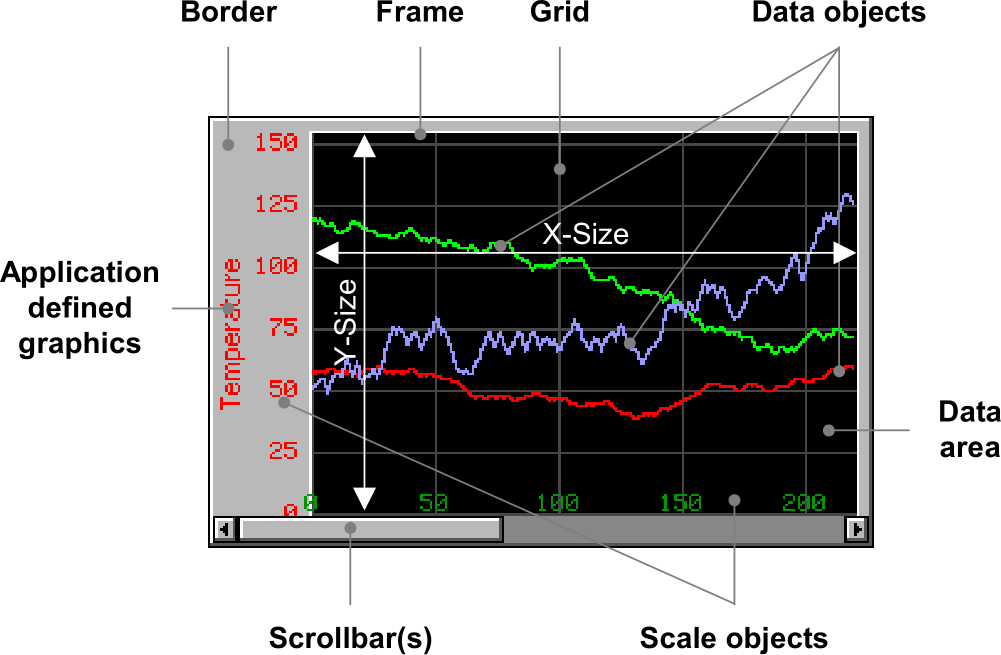 Border
Frame
Grid
Data objects
150
125
100
75
50
25
0
Temperature
X-Size
Y-Size
Application
defined
graphics
Data
area
0
50
100
150
200
Scrollbar(s)
Scale objects